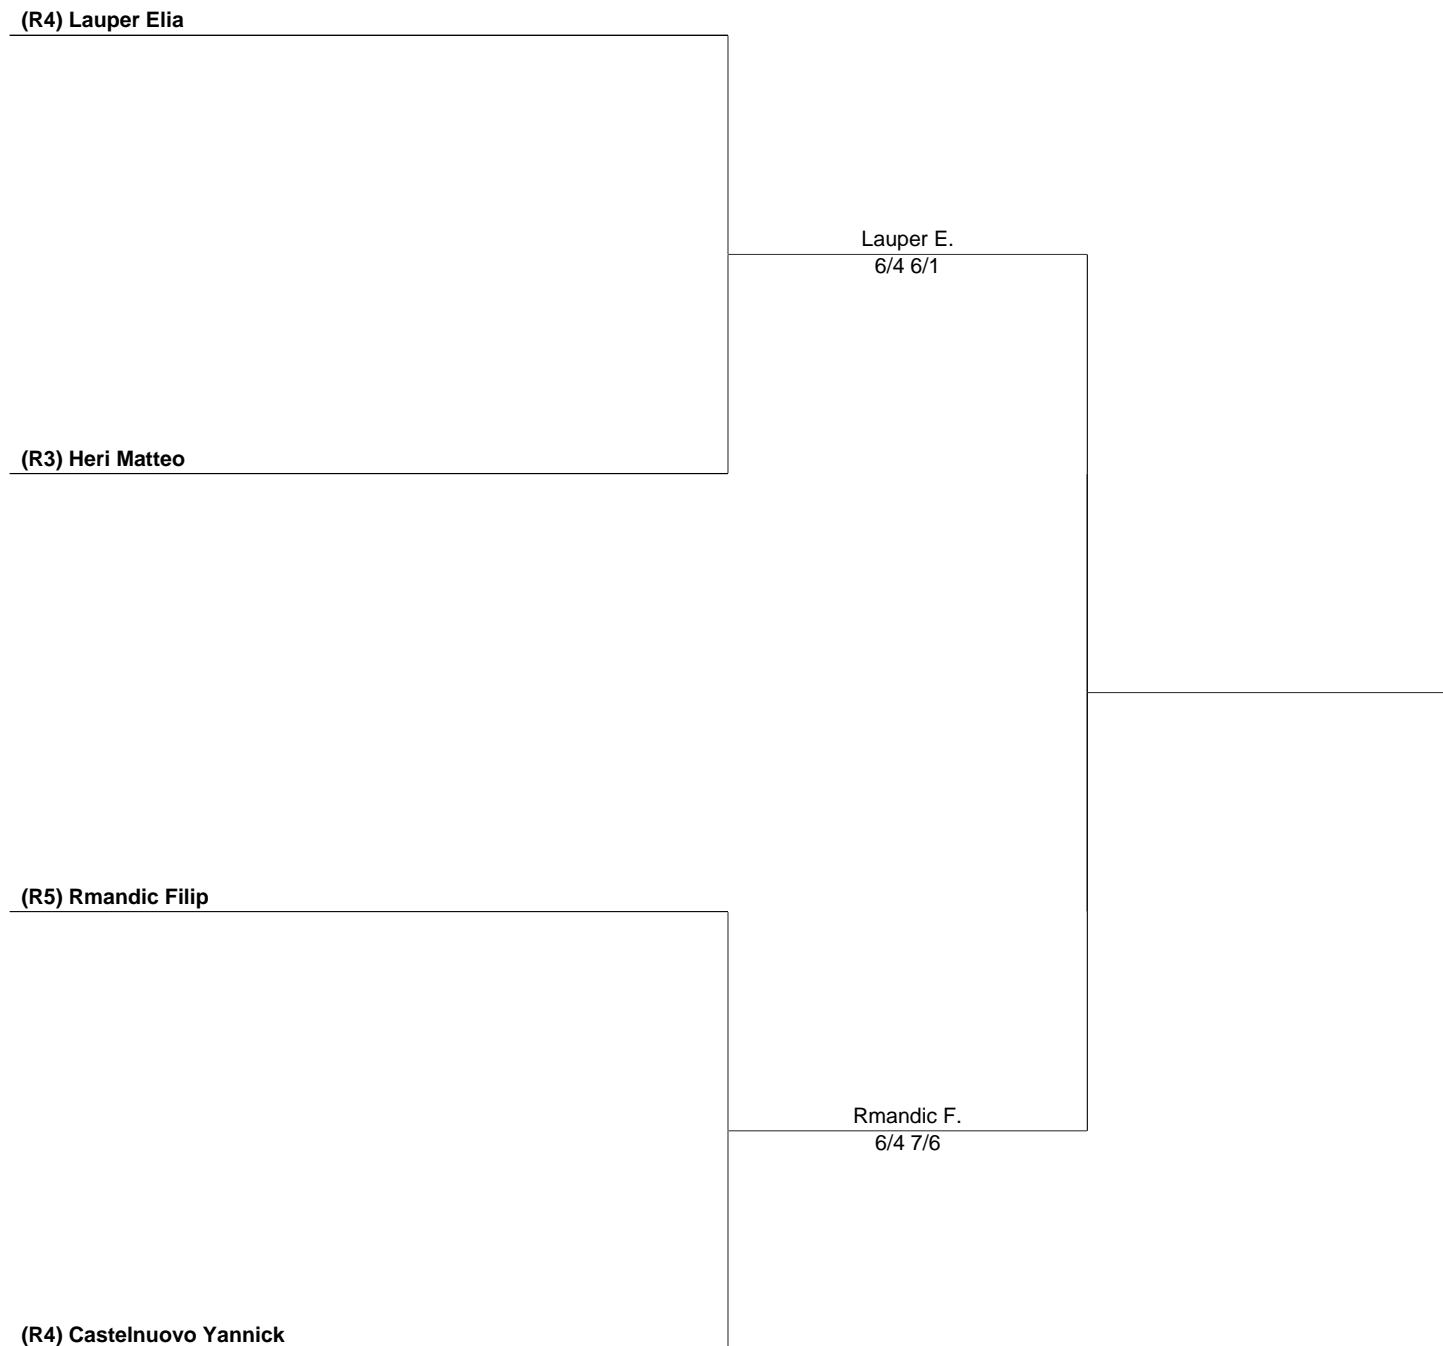 (R4) Lauper Elia
Lauper E.
6/4 6/1
(R3) Heri Matteo
(R5) Rmandic Filip
Rmandic F.
6/4 7/6
(R4) Castelnuovo Yannick